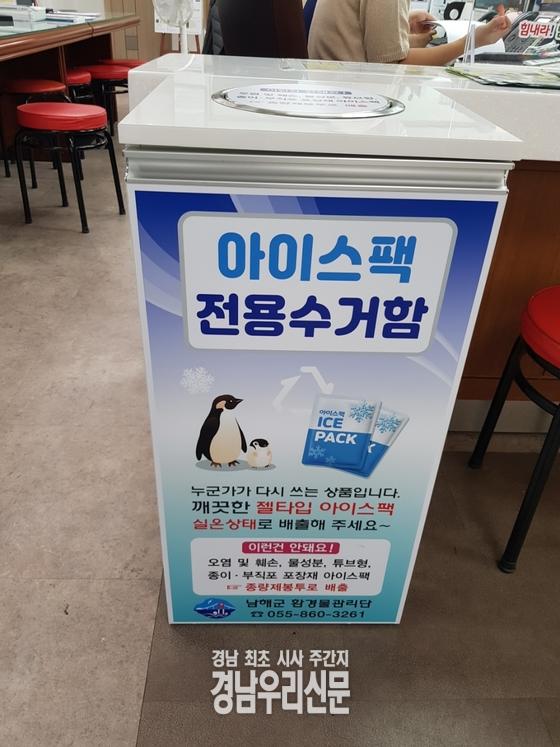 힘내라!
아이스팩
전용수거함
아이스팩
ICE
PACK
누군가가 다시 쓰는 상품입니다.
깨끗한 젤타입 아이스팩
실온상태로 배출해 주세요~
이런건 안돼요!
오염 및 훼손, 물성분, 튜브형,
종이·부직포 포장재 아이스팩
☞ 종량제봉투로 배출
남해군 환경물관리단
☎ 055-860-3261
경남 최초 시사 주간지
경남우리신문